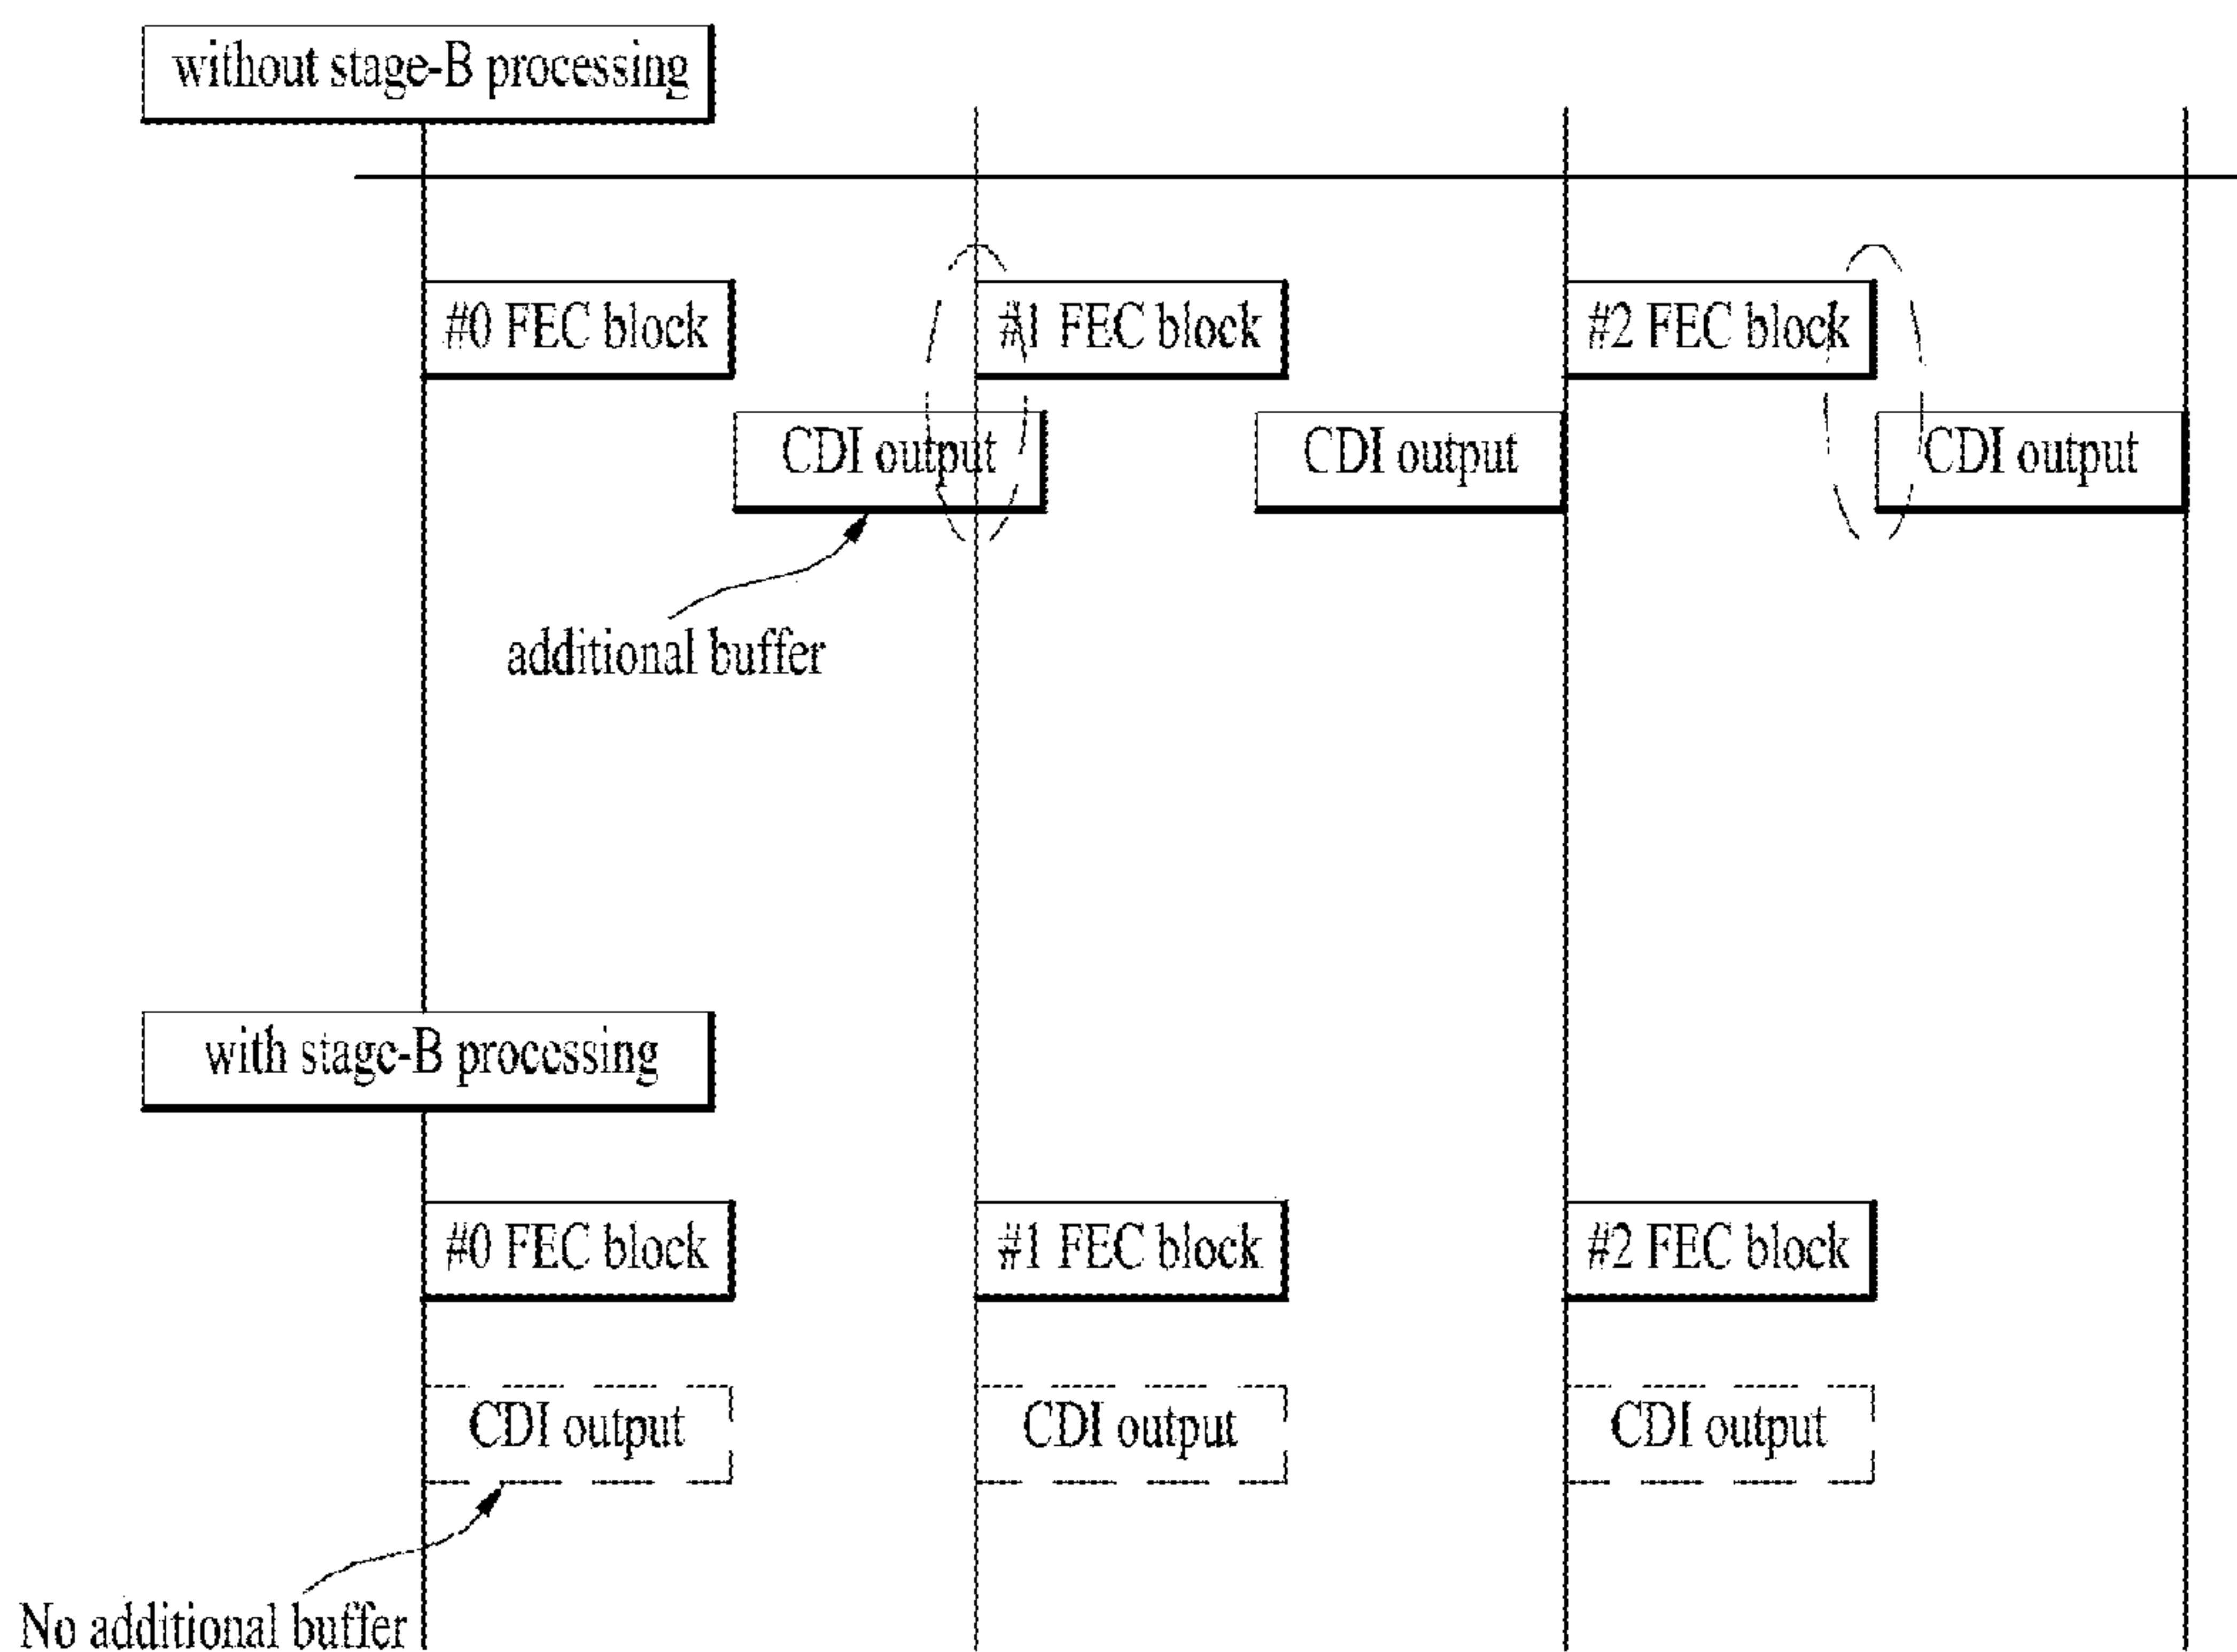 without stage-B processing
#0 FEC block
#1 FEC block
#2 FEC block
CDI output
CDI output
CDI output
additional buffer
with stage-B processing
#0 FEC block
#1 FEC block
#2 FEC block
CDI output
CDI output
CDI output
No additional buffer